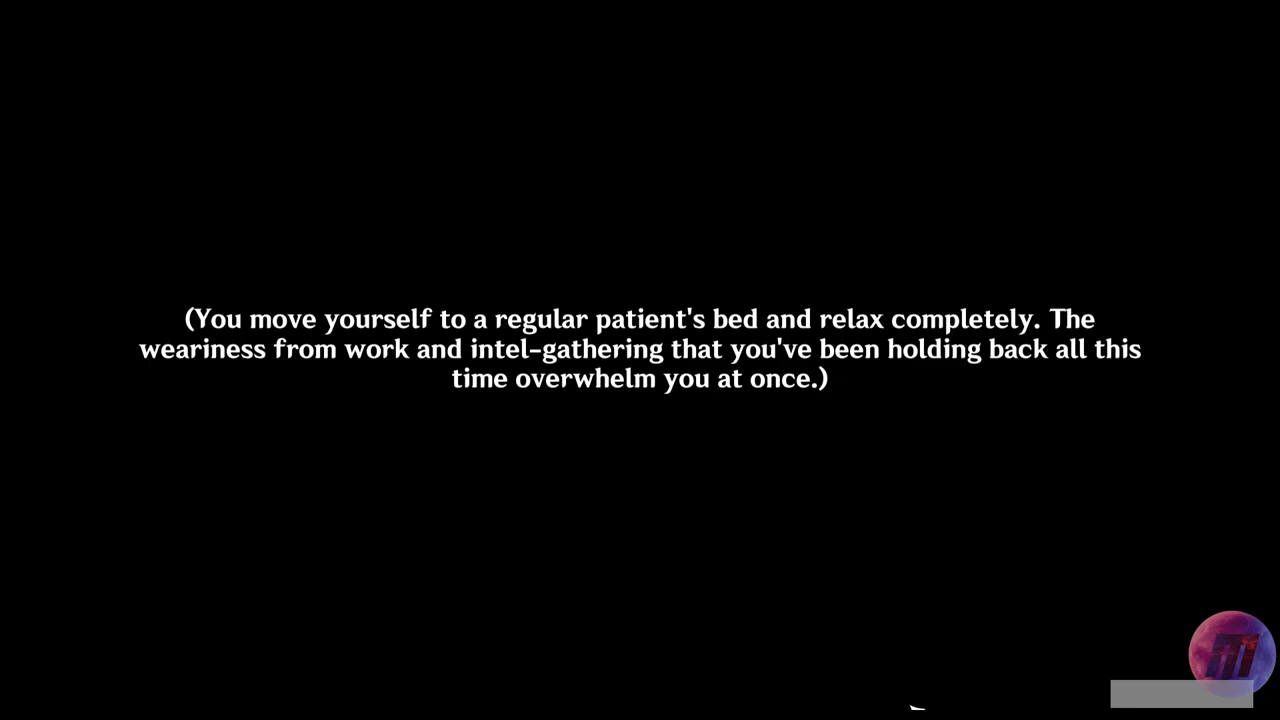 (You move yourself to a regular patient's bed and relax completely. The
weariness from work and intel-gathering that you've been holding back all this
time overwhelm you at once.)